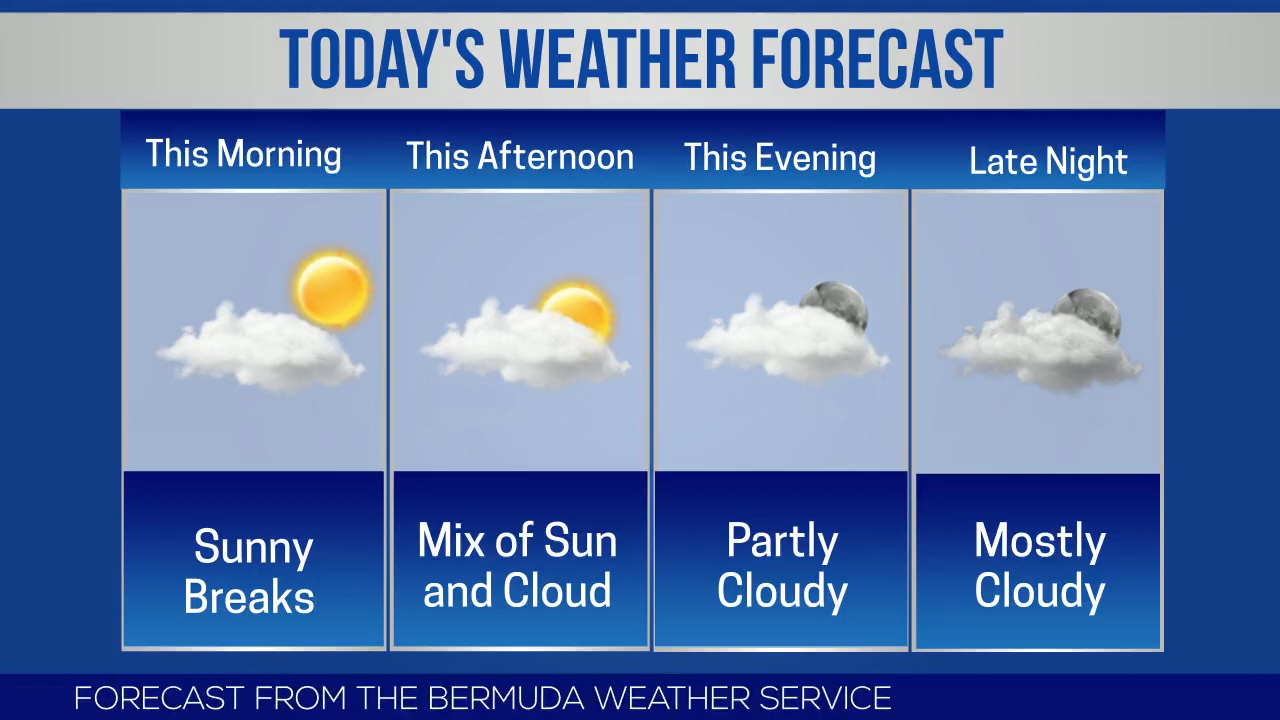 TODAY'S WEATHER FORECAST
This Morning
This Afternoon
This Evening
Late Night
Sunny
Breaks
Mix of Sun
and Cloud
Partly
Cloudy
Mostly
Cloudy
FORECAST FROM THE BERMUDA WEATHER SERVICE